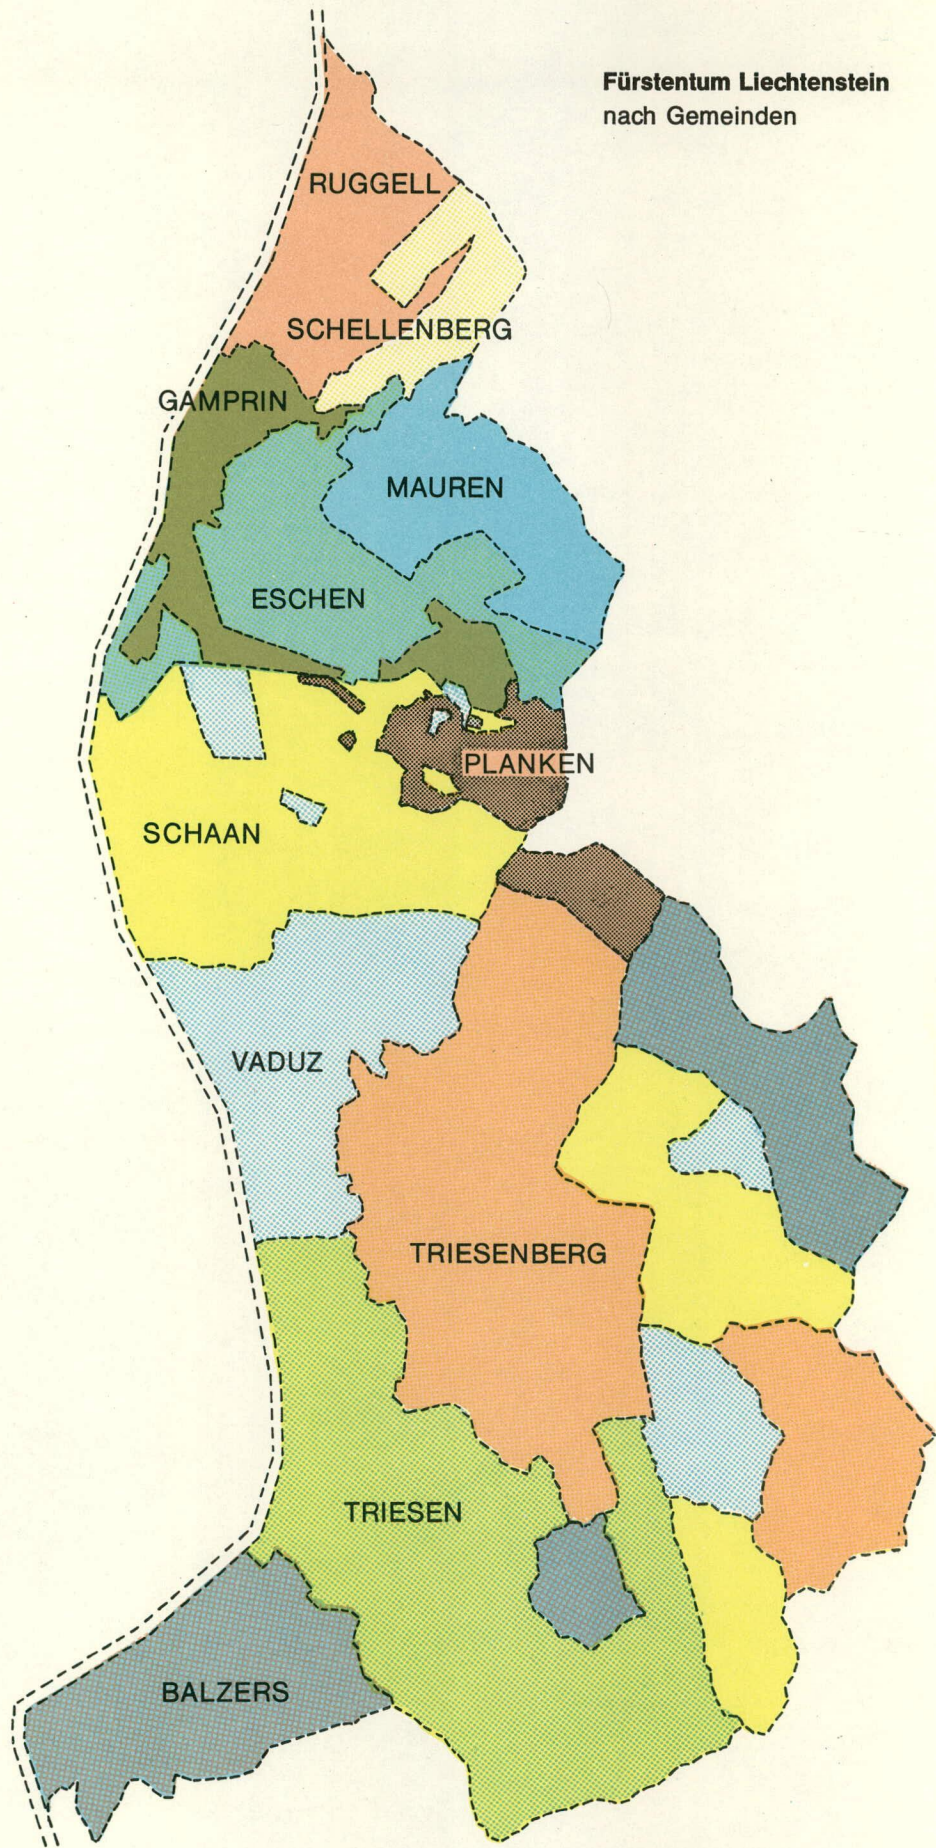 Fürstentum Liechtenstein
nach Gemeinden
RUGGELL
SCHELLENBERG
GAMPRIN
MAUREN
ESCHEN
PLANKEN
SCHAAN
VADUZ
TRIESENBERG
TRIESEN
BALZERS